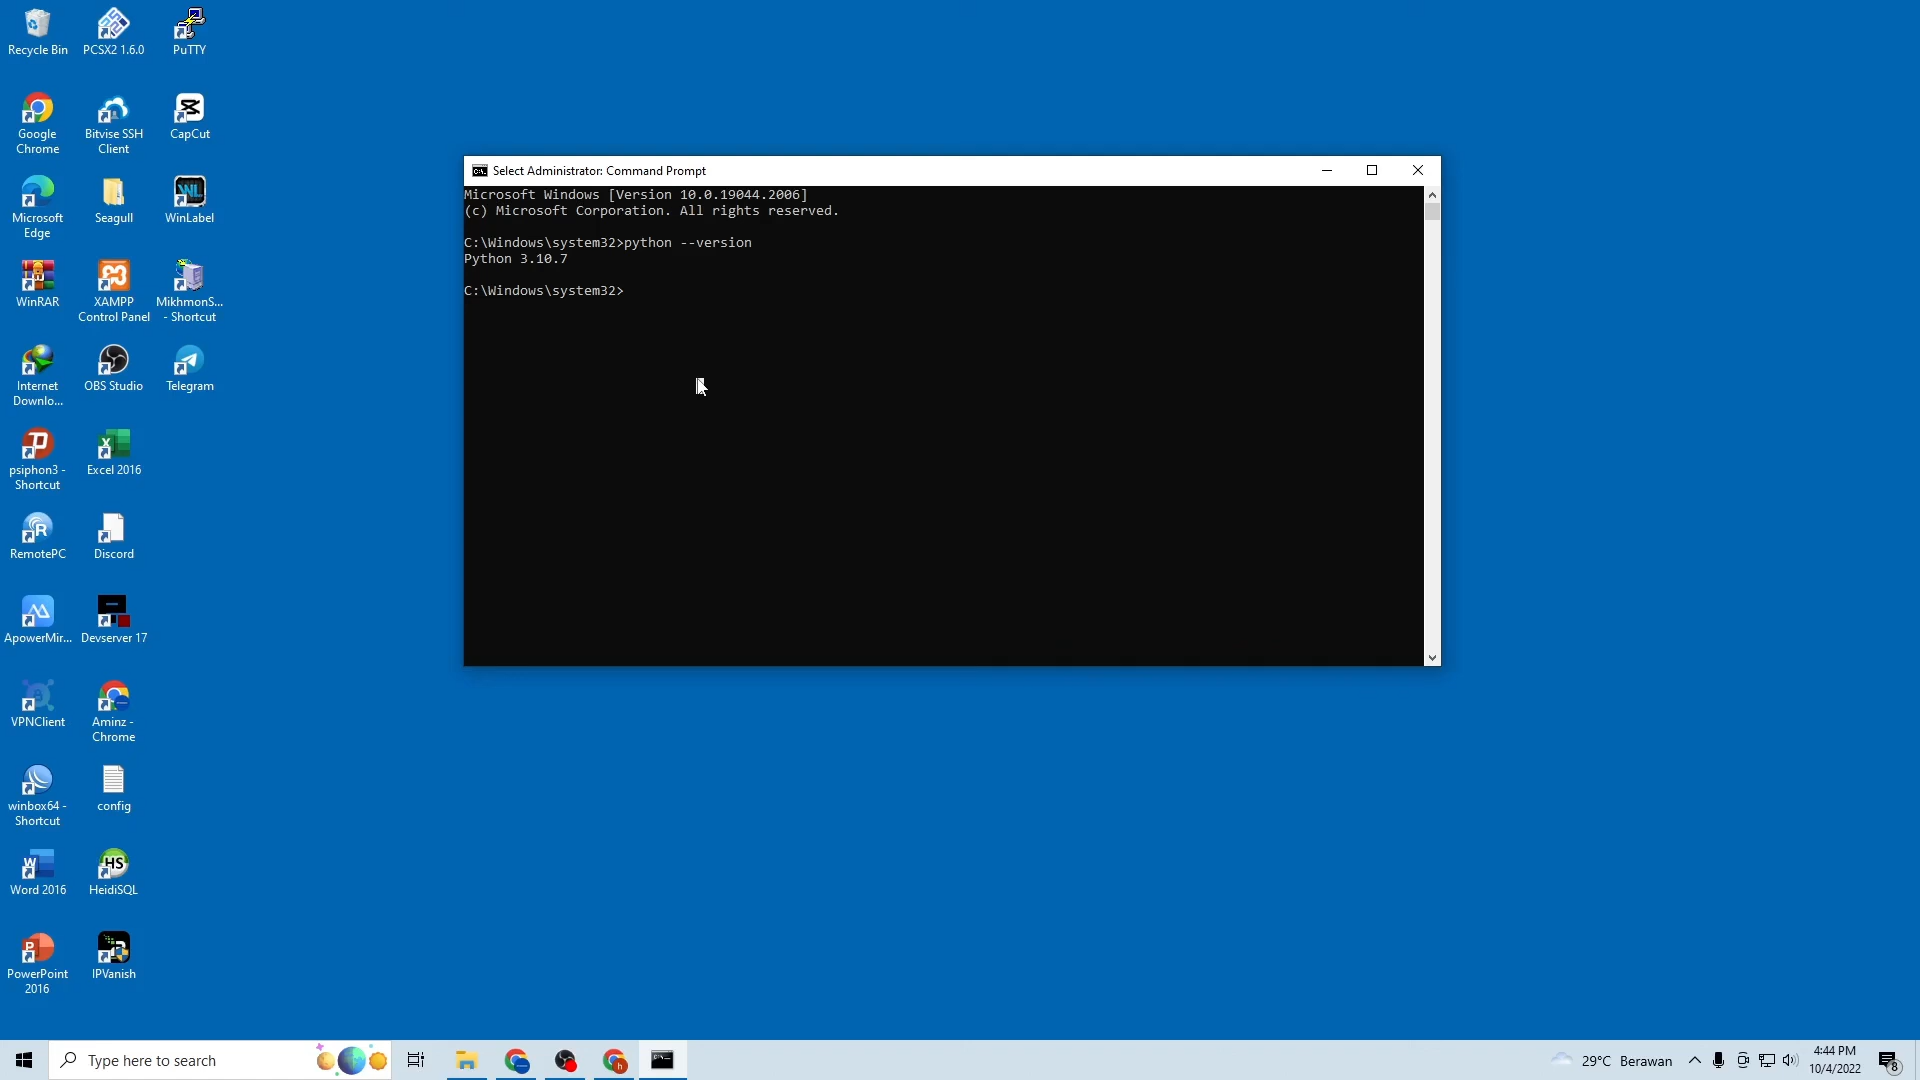 Recycle Bin
PCSX2 1.6.0
PuTTY
Google
Chrome
Bitvise SSH
Client
CapCut
Microsoft
Edge
Seagull
WinLabel
WinRAR
XAMPP
Control Panel
MikhmonS...
- Shortcut
Internet
Downlo...
OBS Studio
Telegram
psiphon3 -
Shortcut
Excel 2016
RemotePC
Discord
ApowerMir...
Devserver 17
VPNClient
Aminz -
Chrome
winbox64 -
Shortcut
config
Word 2016
HeidiSQL
PowerPoint
2016
IPVanish
Select Administrator: Command Prompt
Microsoft Windows [Version 10.0.19044.2006]
(c) Microsoft Corporation. All rights reserved.
C:\Windows\system32>python --version
Python 3.10.7
C:\Windows\system32>
Type here to search
29°C Berawan
4:44 PM
10/4/2022
8